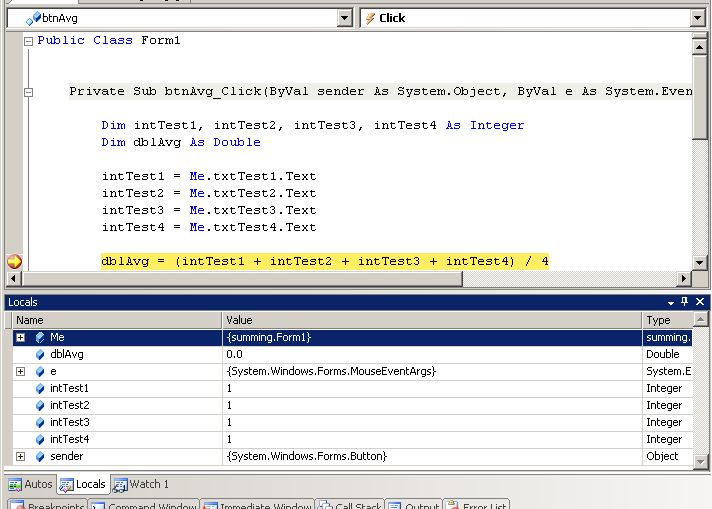 btnAvg Click
Public Class Form1
Private Sub btnAvg_Click(ByVal sender As System.Object, ByVal e As System.Even
Dim intTest1, intTest2, intTest3, intTest4 As Integer
Dim dblAvg As Double
intTest1 = Me.txtTest1.Text
intTest2 = Me.txtTest2.Text
intTest3 = Me.txtTest3.Text
intTest4 = Me.txtTest4.Text
dblAvg = (intTest1 + intTest2 + intTest3 + intTest4) / 4
Locals
Name Value Type
Me {summing.Form1} summing.
dblAvg 0.0 Double
e {System.Windows.Forms.MouseEventArgs} System.E
intTest1 1 Integer
intTest2 1 Integer
intTest3 1 Integer
intTest4 1 Integer
sender {System.Windows.Forms.Button} Object
Autos Locals Watch 1
Breakpoints Command Window Immediate Window Call Stack Output Error List